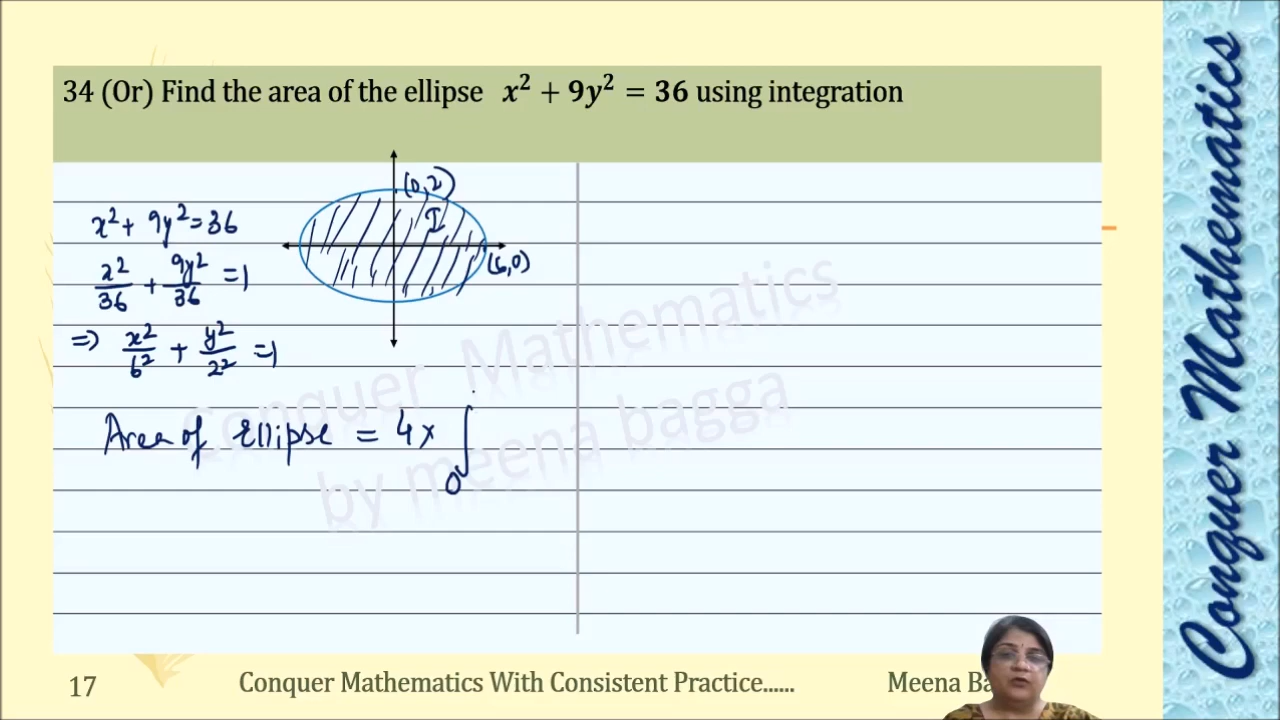 34 (Or) Find the area of the ellipse x² + 9y² = 36 using integration
(0,2)
I
(6,0)
x² + 9y² = 36
x²/36 + 9y²/36 = 1
⇒ x²/6² + y²/2² = 1
Area of Ellipse = 4 × ∫
0
Conquer Mathematics
by meena bagga
17
Conquer Mathematics With Consistent Practice......
Meena Ba
Conquer Mathematics